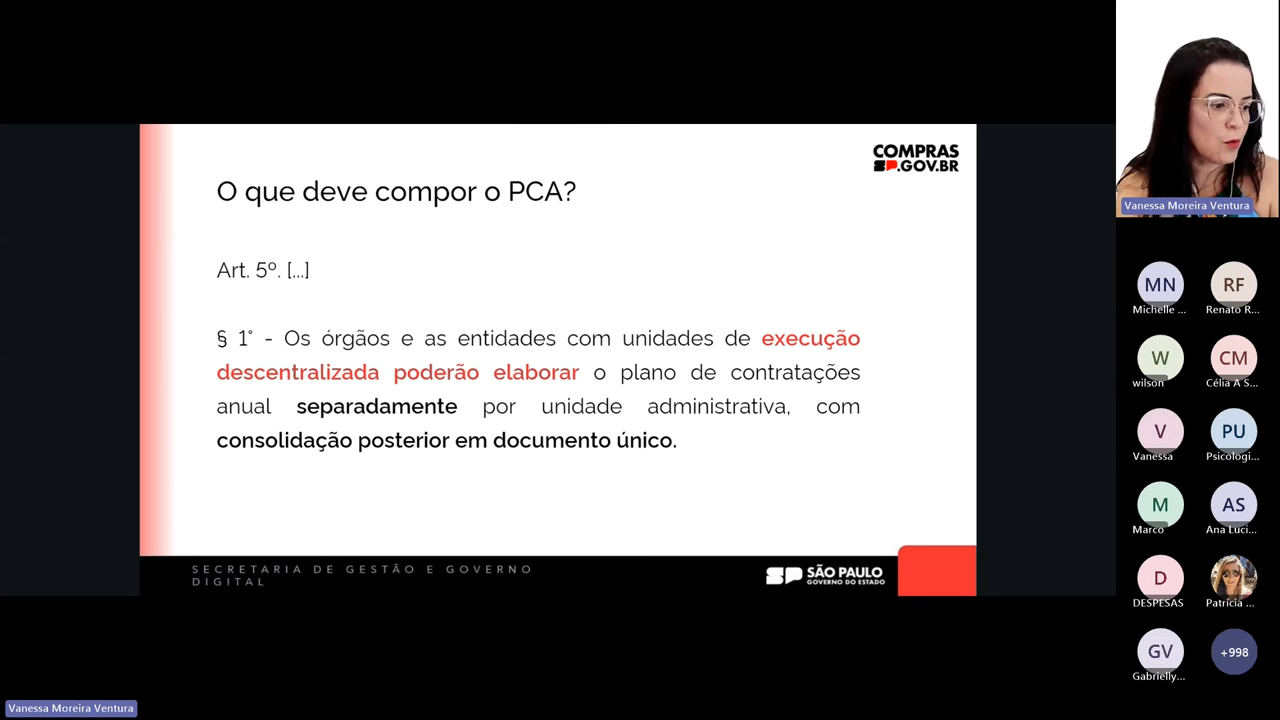 COMPRAS
SP.GOV.BR
O que deve compor o PCA?
Art. 5º. [...]
§ 1° - Os órgãos e as entidades com unidades de execução
descentralizada poderão elaborar o plano de contratações
anual separadamente por unidade administrativa, com
consolidação posterior em documento único.
SECRETARIA DE GESTÃO E GOVERNO
DIGITAL
SP SÃO PAULO
GOVERNO DO ESTADO
Vanessa Moreira Ventura
MN
Michelle ...
RF
Renato R...
W
wilson
CM
Célia A S...
V
Vanessa
PU
Psicologi...
M
Marco
AS
Ana Luci...
D
DESPESAS
Patrícia ...
GV
Gabrielly...
+998
Vanessa Moreira Ventura